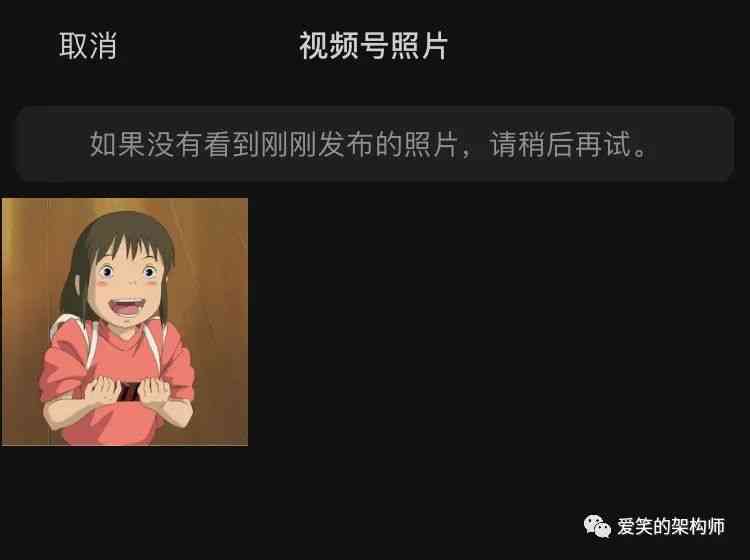 取消
视频号照片
如果没有看到刚刚发布的照片，请稍后再试。
爱笑的架构师